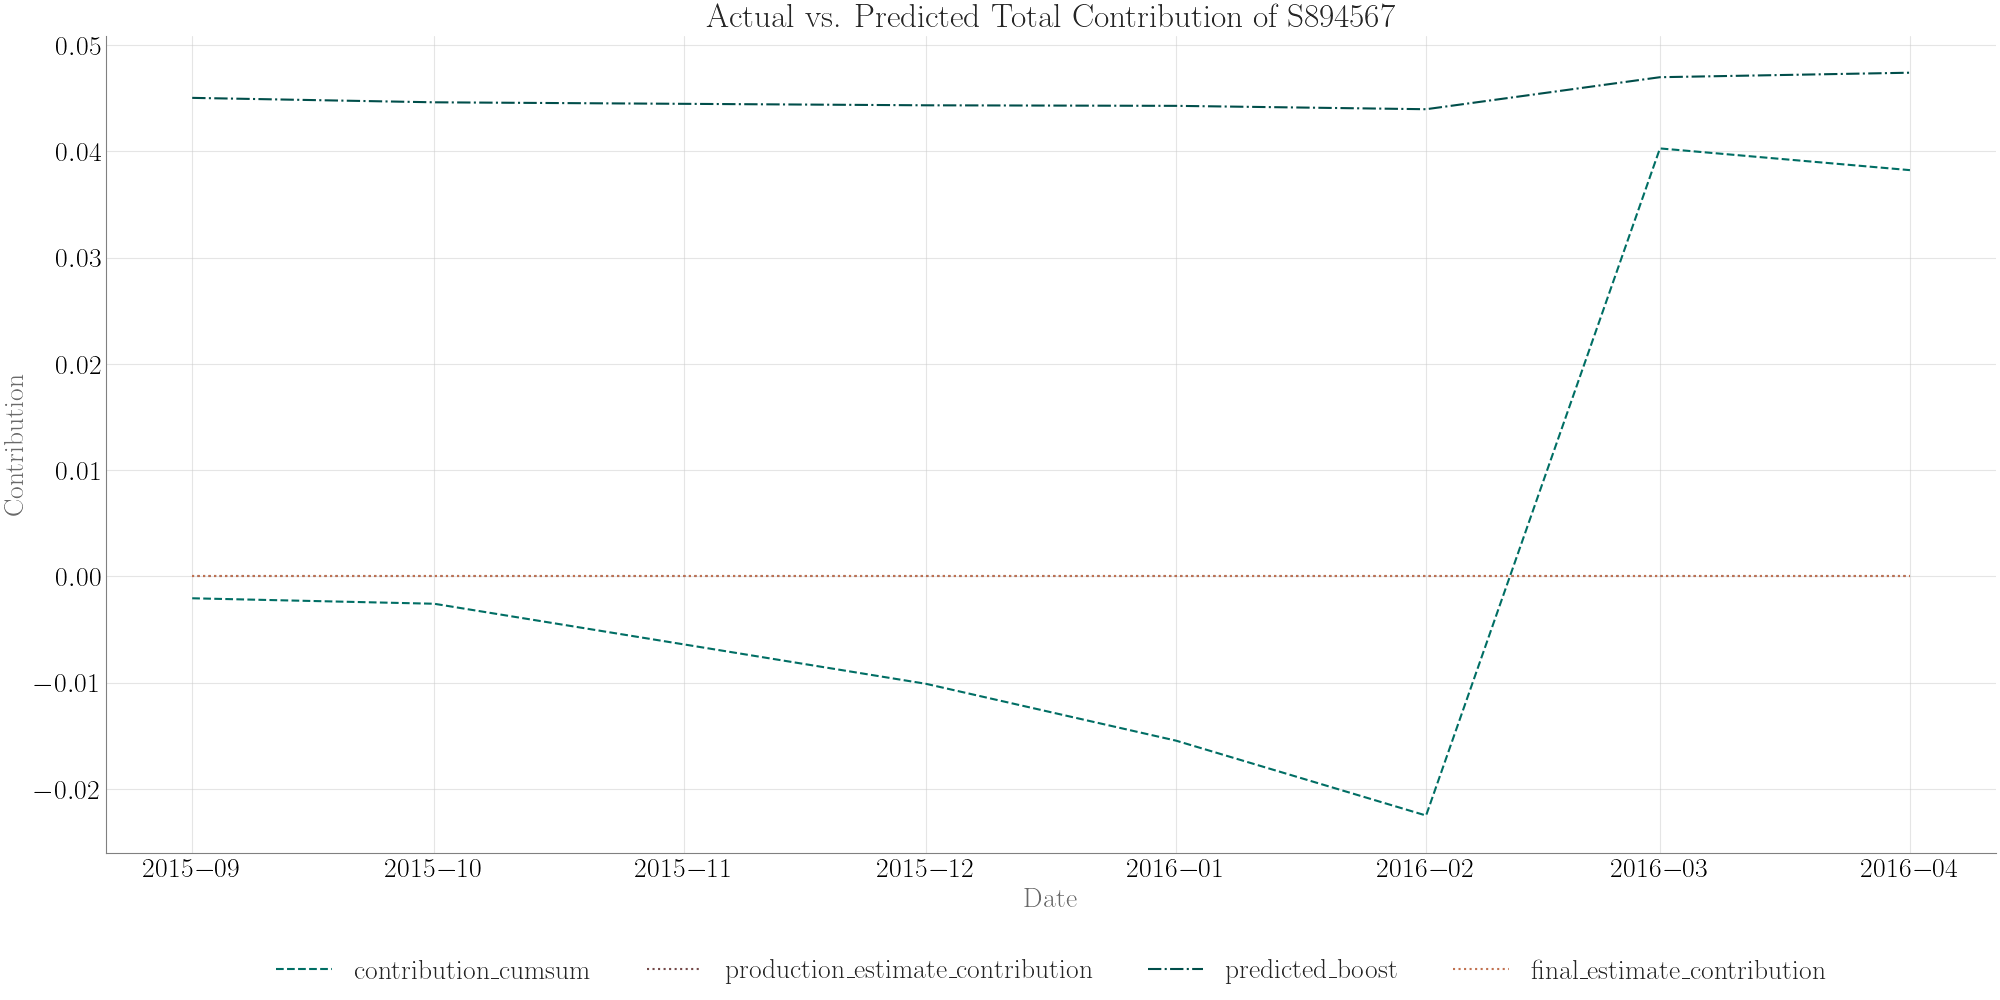 Actual vs. Predicted Total Contribution of S894567
0.05
0.04
0.03
0.02
0.01
0.00
−0.01
−0.02
Contribution
2015−09 2015−10 2015−11 2015−12 2016−01 2016−02 2016−03 2016−04
Date
contribution_cumsum production_estimate_contribution predicted_boost final_estimate_contribution